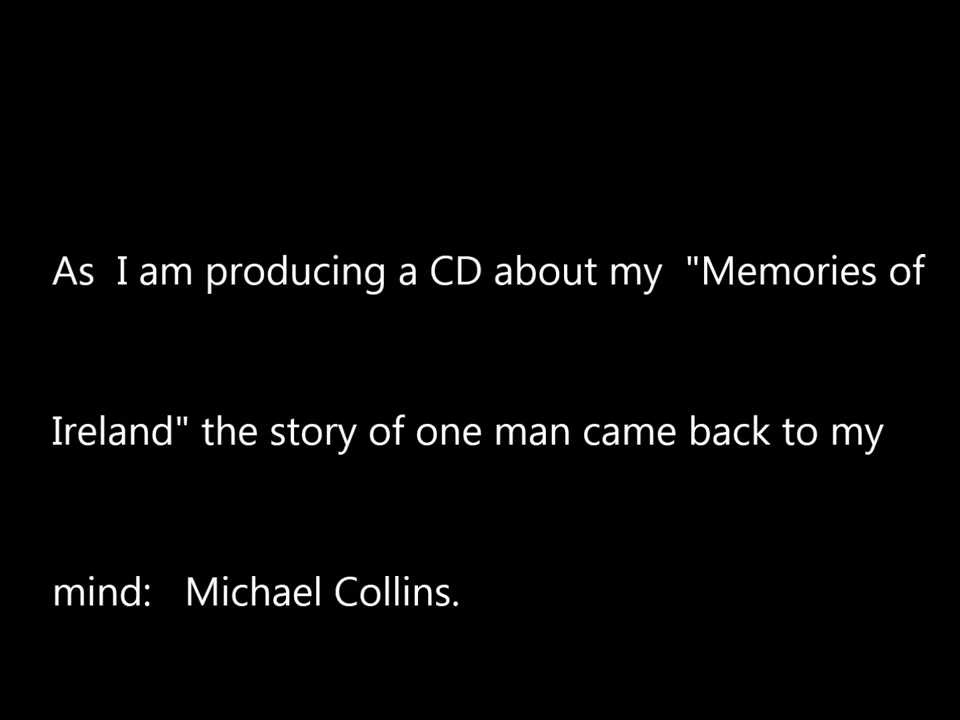 As  I am producing a CD about my  "Memories of
Ireland" the story of one man came back to my
mind:   Michael Collins.